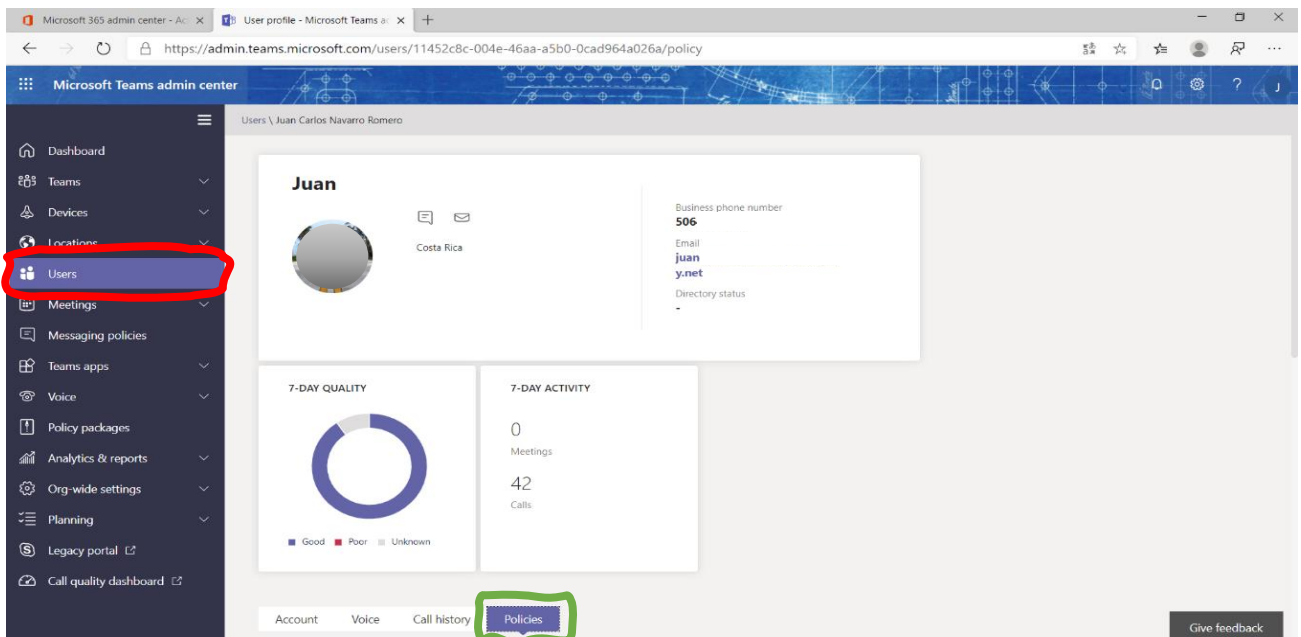 Microsoft 365 admin center - Ac
User profile - Microsoft Teams a
https://admin.teams.microsoft.com/users/11452c8c-004e-46aa-a5b0-0cad964a026a/policy
Microsoft Teams admin center
? J
Users \ Juan Carlos Navarro Romero
Dashboard
Teams
Devices
Locations
Users
Meetings
Messaging policies
Teams apps
Voice
Policy packages
Analytics & reports
Org-wide settings
Planning
Legacy portal
Call quality dashboard
Juan
Costa Rica
Business phone number
506
Email
juan
y.net
Directory status
-
7-DAY QUALITY
Good Poor Unknown
7-DAY ACTIVITY
0
Meetings
42
Calls
Account Voice Call history Policies
Give feedback